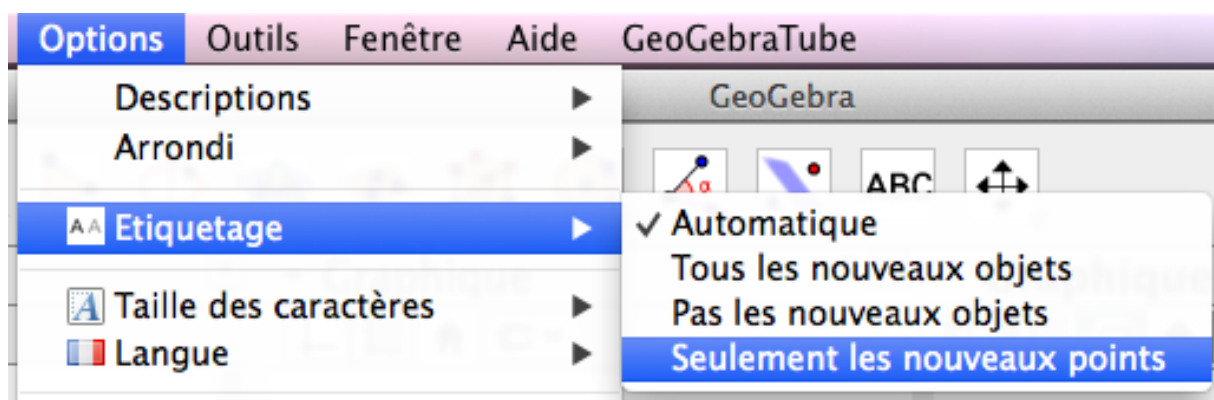 Options Outils Fenêtre Aide GeoGebraTube
GeoGebra
Descriptions
Arrondi
ABC
Etiquetage
Automatique
Tous les nouveaux objets
Pas les nouveaux objets
Seulement les nouveaux points
Taille des caractères
Langue
Graphique